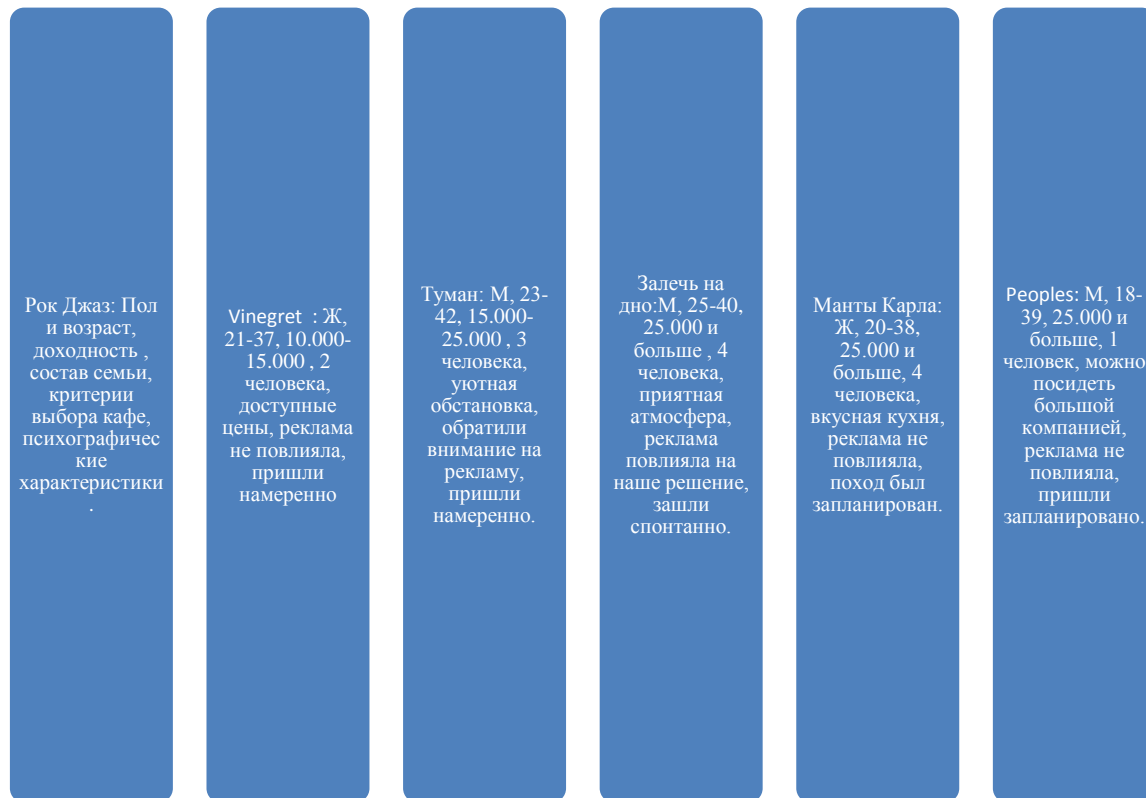 Рок Джаз: Пол
и возраст,
доходность ,
состав семьи,
критерии
выбора кафе,
психографичес
кие
характеристики
.
Vinegret : Ж,
21-37, 10.000-
15.000 , 2
человека,
доступные
цены, реклама
не повлияла,
пришли
намеренно
Туман: М, 23-
42, 15.000-
25.000 , 3
человека,
уютная
обстановка,
обратили
внимание на
рекламу,
пришли
намеренно.
Залечь на
дно:М, 25-40,
25.000 и
больше , 4
человека,
приятная
атмосфера,
реклама
повлияла на
наше решение,
зашли
спонтанно.
Манты Карла:
Ж, 20-38,
25.000 и
больше, 4
человека,
вкусная кухня,
реклама не
повлияла,
поход был
запланирован.
Peoples: М, 18-
39, 25.000 и
больше, 1
человек, можно
посидеть
большой
компанией,
реклама не
повлияла,
пришли
запланировано.